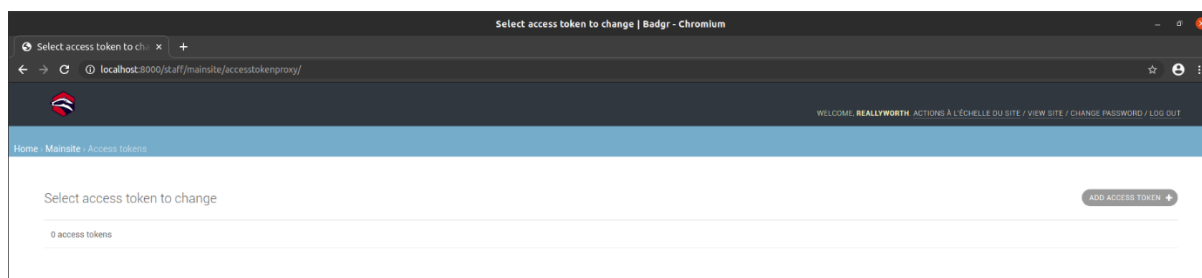 Select access token to change | Badgr - Chromium
Select access token to cha
localhost:8000/staff/mainsite/accesstokenproxy/
WELCOME, REALLYWORTH. ACTIONS À L'ÉCHELLE DU SITE / VIEW SITE / CHANGE PASSWORD / LOG OUT
Home › Mainsite › Access tokens
Select access token to change
ADD ACCESS TOKEN +
0 access tokens